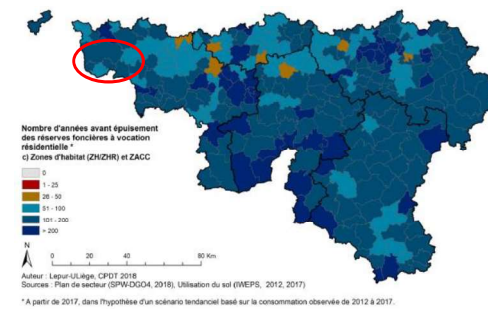 Nombre d'années avant épuisement
des réserves foncières à vocation
résidentielle *
c) Zones d'habitat (ZH/ZHR) et ZACC
0
1 - 25
26 - 50
51 - 100
101 - 200
> 200
N
0 20 40 80 Km
Auteur : Lepur-ULiège, CPDT 2018
Sources : Plan de secteur (SPW-DGO4, 2018), Utilisation du sol (IWEPS, 2012, 2017)
* A partir de 2017, dans l'hypothèse d'un scénario tendanciel basé sur la consommation observée de 2012 à 2017.